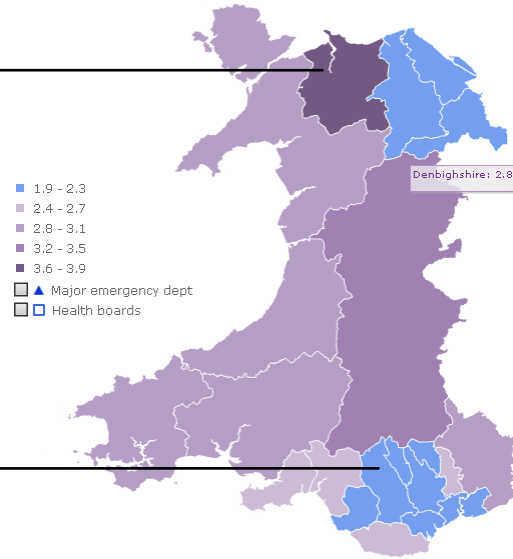 Denbighshire: 2.8
1.9 - 2.3
2.4 - 2.7
2.8 - 3.1
3.2 - 3.5
3.6 - 3.9
Major emergency dept
Health boards